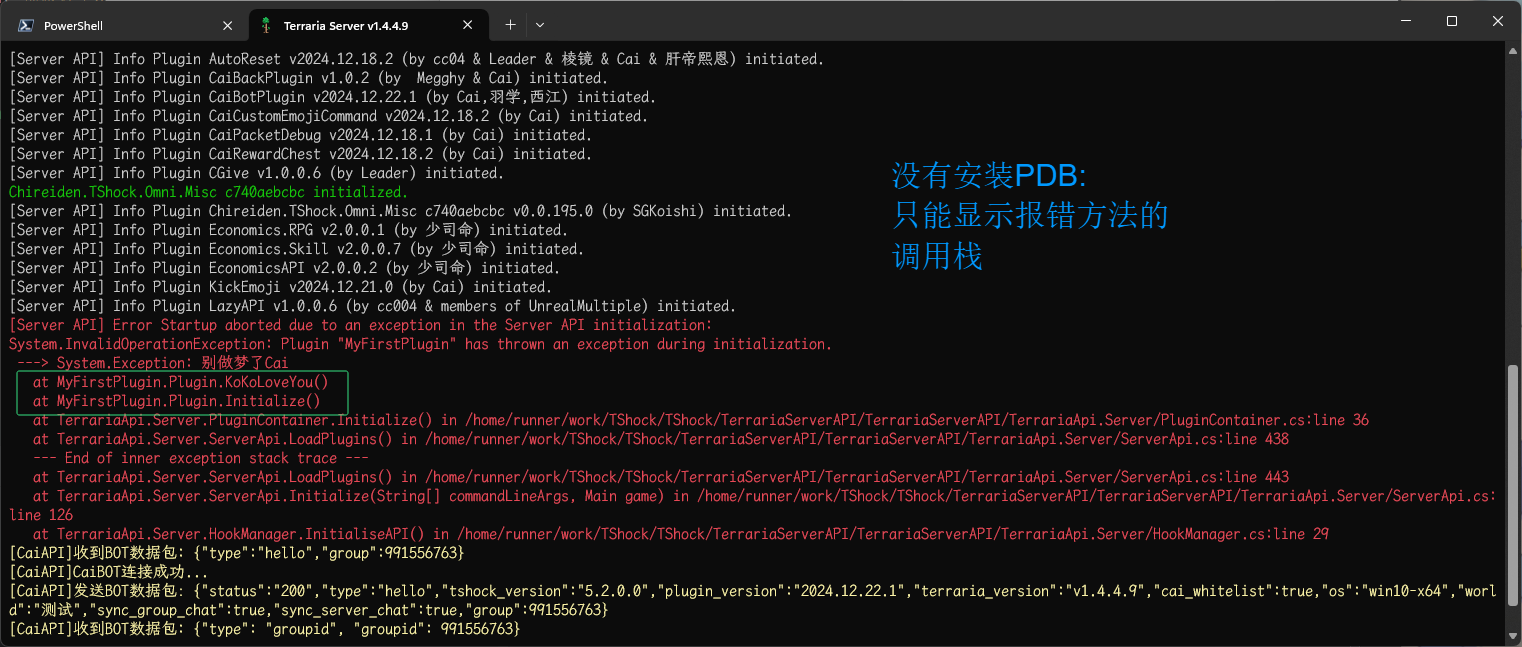 PowerShell
Terraria Server v1.4.4.9
[Server API] Info Plugin AutoReset v2024.12.18.2 (by cc04 & Leader & 棱镜 & Cai & 肝帝熙恩) initiated.
[Server API] Info Plugin CaiBackPlugin v1.0.2 (by  Megghy & Cai) initiated.
[Server API] Info Plugin CaiBotPlugin v2024.12.22.1 (by Cai,羽学,西江) initiated.
[Server API] Info Plugin CaiCustomEmojiCommand v2024.12.18.2 (by Cai) initiated.
[Server API] Info Plugin CaiPacketDebug v2024.12.18.1 (by Cai) initiated.
[Server API] Info Plugin CaiRewardChest v2024.12.18.2 (by Cai) initiated.
[Server API] Info Plugin CGive v1.0.0.6 (by Leader) initiated.
Chireiden.TShock.Omni.Misc c740aebcbc initialized.
[Server API] Info Plugin Chireiden.TShock.Omni.Misc c740aebcbc v0.0.195.0 (by SGKoishi) initiated.
[Server API] Info Plugin Economics.RPG v2.0.0.1 (by 少司命) initiated.
[Server API] Info Plugin Economics.Skill v2.0.0.7 (by 少司命) initiated.
[Server API] Info Plugin EconomicsAPI v2.0.0.2 (by 少司命) initiated.
[Server API] Info Plugin KickEmoji v2024.12.21.0 (by Cai) initiated.
[Server API] Info Plugin LazyAPI v1.0.0.6 (by cc004 & members of UnrealMultiple) initiated.
[Server API] Error Startup aborted due to an exception in the Server API initialization:
System.InvalidOperationException: Plugin "MyFirstPlugin" has thrown an exception during initialization.
---> System.Exception: 别做梦了Cai
at MyFirstPlugin.Plugin.KoKoLoveYou()
at MyFirstPlugin.Plugin.Initialize()
at TerrariaApi.Server.PluginContainer.Initialize() in /home/runner/work/TShock/TShock/TerrariaServerAPI/TerrariaServerAPI/TerrariaApi.Server/PluginContainer.cs:line 36
at TerrariaApi.Server.ServerApi.LoadPlugins() in /home/runner/work/TShock/TShock/TerrariaServerAPI/TerrariaServerAPI/TerrariaApi.Server/ServerApi.cs:line 438
--- End of inner exception stack trace ---
at TerrariaApi.Server.ServerApi.LoadPlugins() in /home/runner/work/TShock/TShock/TerrariaServerAPI/TerrariaServerAPI/TerrariaApi.Server/ServerApi.cs:line 443
at TerrariaApi.Server.ServerApi.Initialize(String[] commandLineArgs, Main game) in /home/runner/work/TShock/TShock/TerrariaServerAPI/TerrariaServerAPI/TerrariaApi.Server/ServerApi.cs:
line 126
at TerrariaApi.Server.HookManager.InitialiseAPI() in /home/runner/work/TShock/TShock/TerrariaServerAPI/TerrariaServerAPI/TerrariaApi.Server/HookManager.cs:line 29
[CaiAPI]收到BOT数据包: {"type":"hello","group":991556763}
[CaiAPI]CaiBOT连接成功...
[CaiAPI]发送BOT数据包: {"status":"200","type":"hello","tshock_version":"5.2.0.0","plugin_version":"2024.12.22.1","terraria_version":"v1.4.4.9","cai_whitelist":true,"os":"win10-x64","worl
d":"测试","sync_group_chat":true,"sync_server_chat":true,"group":991556763}
[CaiAPI]收到BOT数据包: {"type": "groupid", "groupid": 991556763}
没有安装PDB:
只能显示报错方法的
调用栈